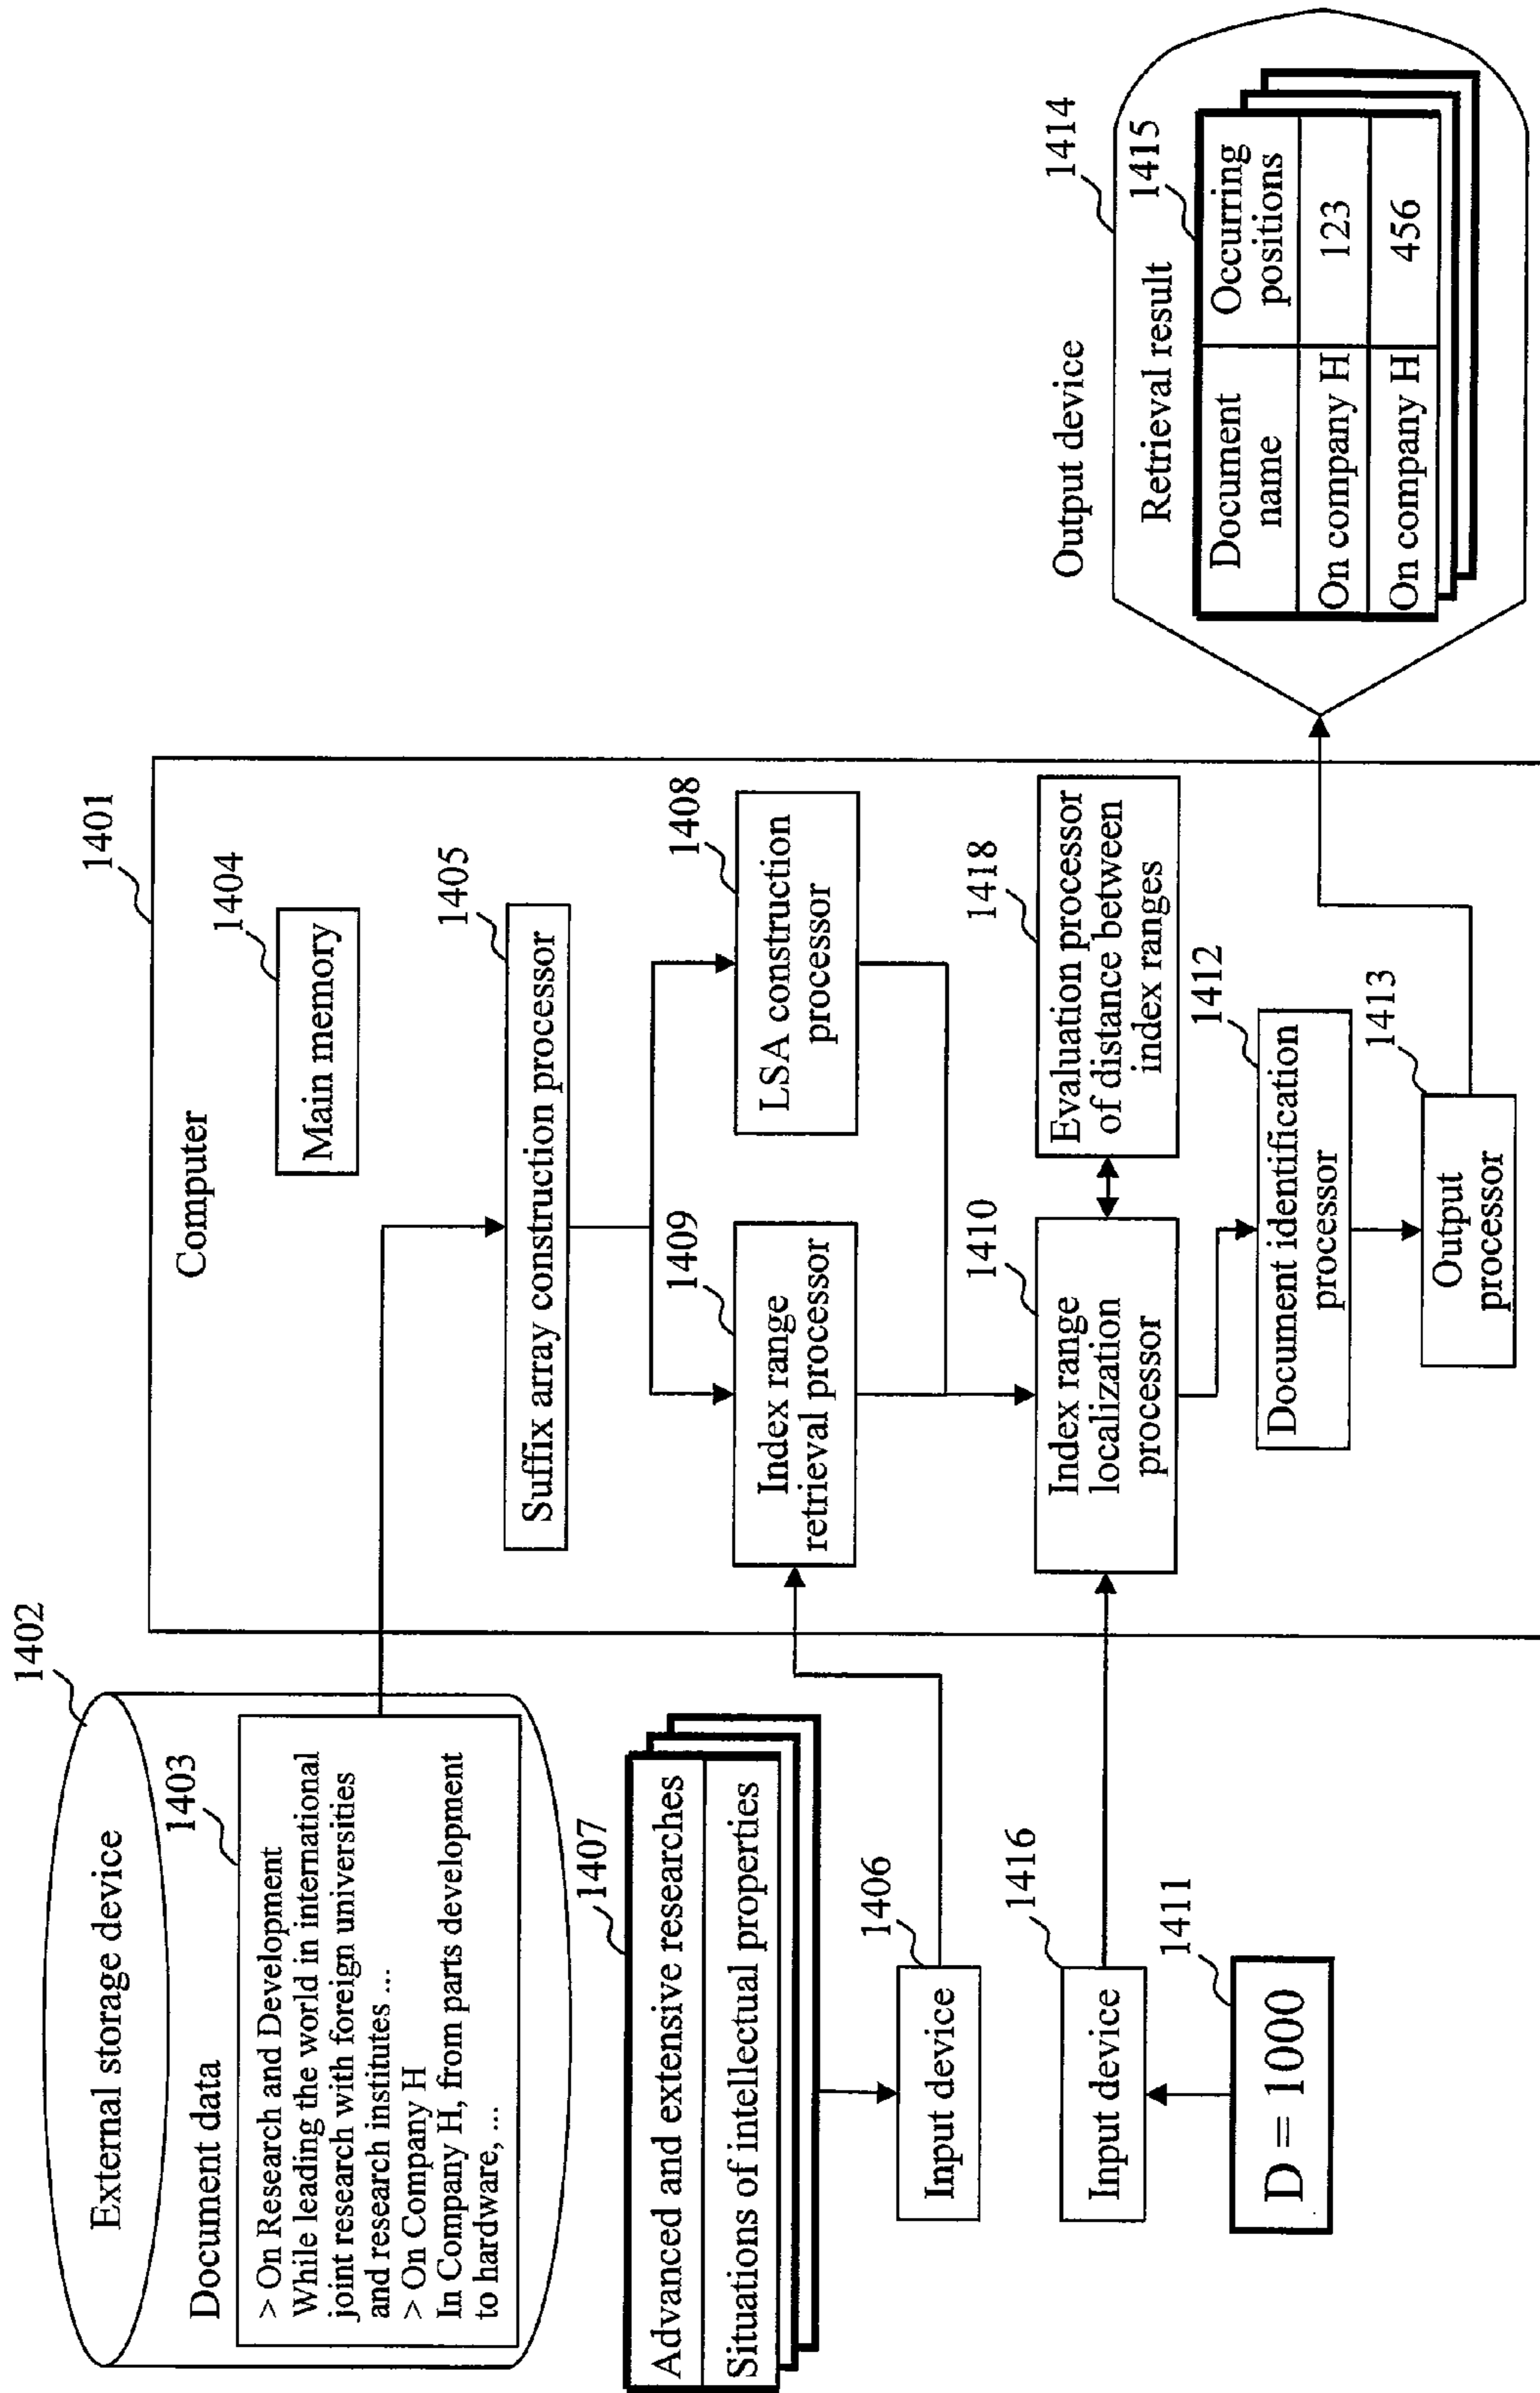 External storage device
1402
Document data
1403
> On Research and Development
While leading the world in international
joint research with foreign universities
and research institutes ...
> On Company H
In Company H, from parts development
to hardware, ...
1407
Advanced and extensive researches
Situations of intellectual properties
1406
Input device
1416
Input device
1411
D = 1000
1401
Computer
1404
Main memory
1405
Suffix array construction processor
1409
Index range
retrieval processor
1408
LSA construction
processor
1410
Index range
localization
processor
1418
Evaluation processor
of distance between
index ranges
1412
Document identification
processor
1413
Output
processor
Output device
1414
Retrieval result
1415
Document
name
Occurring
positions
On company H
123
On company H
456